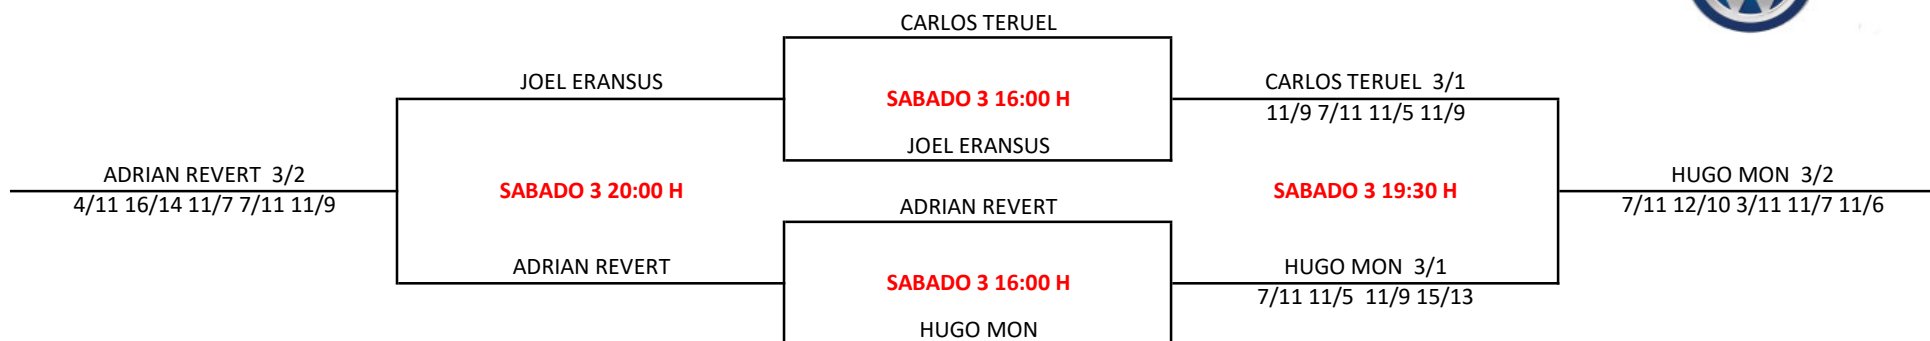 CARLOS TERUEL
JOEL ERANSUS
SABADO 3 16:00 H
CARLOS TERUEL 3/1
11/9 7/11 11/5 11/9
JOEL ERANSUS
ADRIAN REVERT 3/2
4/11 16/14 11/7 7/11 11/9
SABADO 3 20:00 H
SABADO 3 19:30 H
HUGO MON 3/2
7/11 12/10 3/11 11/7 11/6
ADRIAN REVERT
ADRIAN REVERT
SABADO 3 16:00 H
HUGO MON 3/1
7/11 11/5 11/9 15/13
HUGO MON